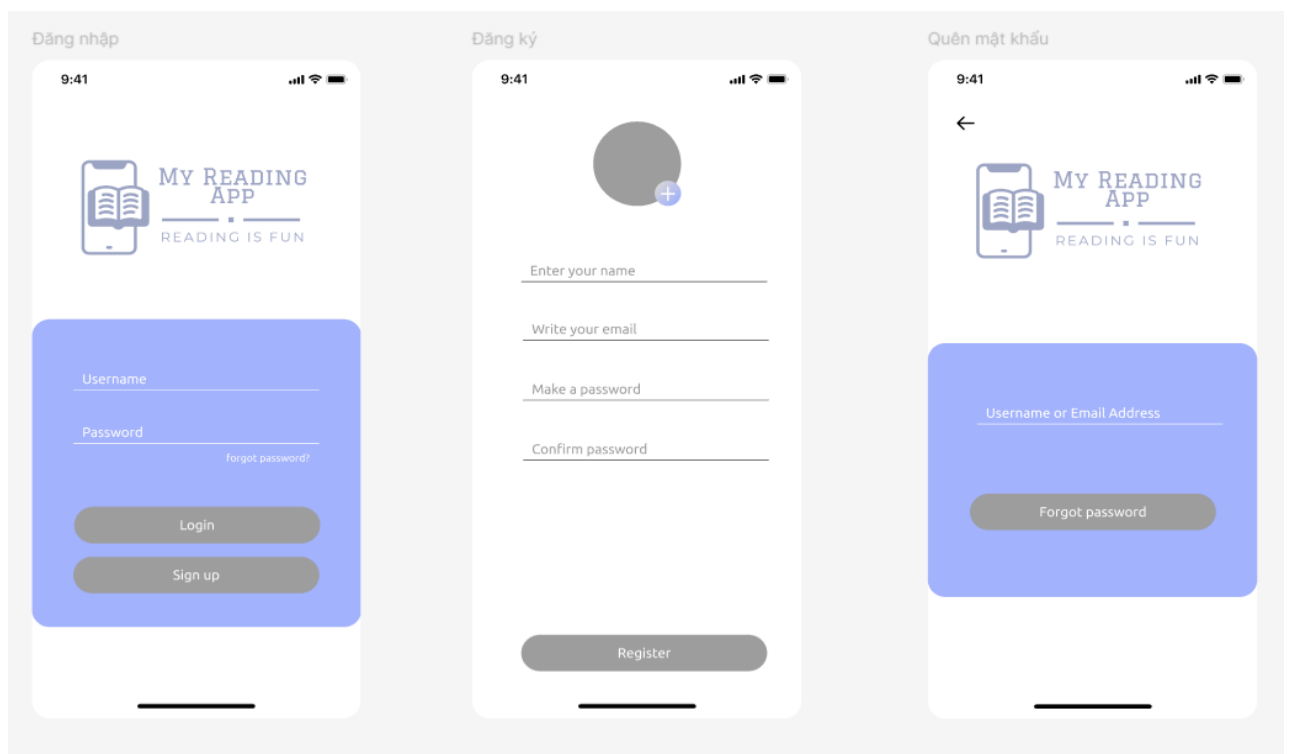 Đăng nhập
9:41
MY READING
APP
READING IS FUN
Username
Password
forgot password?
Login
Sign up
Đăng ký
9:41
Enter your name
Write your email
Make a password
Confirm password
Register
Quên mật khẩu
9:41
MY READING
APP
READING IS FUN
Username or Email Address
Forgot password